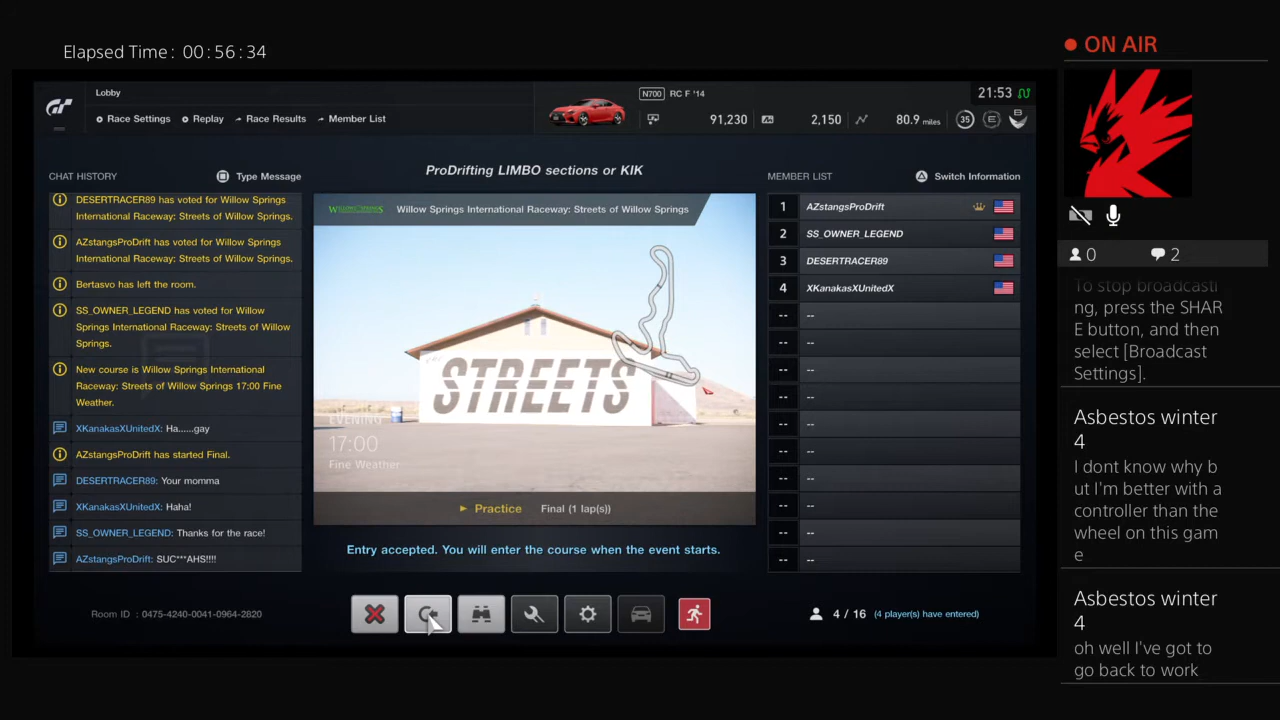 Elapsed Time: 00:56:34
ON AIR
Lobby
Race Settings
Replay
Race Results
Member List
N700 RC F '14
91,230
2,150
80.9 miles
35
E
B
21:53
ProDrifting LIMBO sections or KIK
CHAT HISTORY
Type Message
DESERTRACER89 has voted for Willow Springs
International Raceway: Streets of Willow Springs.
AZstangsProDrift has voted for Willow Springs
International Raceway: Streets of Willow Springs.
Bertasvo has left the room.
SS_OWNER_LEGEND has voted for Willow
Springs International Raceway: Streets of Willow
Springs.
New course is Willow Springs International
Raceway: Streets of Willow Springs 17:00 Fine
Weather.
XKanakasXUnitedX: Ha......gay
AZstangsProDrift has started Final.
DESERTRACER89: Your momma
XKanakasXUnitedX: Haha!
SS_OWNER_LEGEND: Thanks for the race!
AZstangsProDrift: SUC***AHS!!!!
Room ID : 0475-4240-0041-0964-2820
Willow Springs International Raceway: Streets of Willow Springs
STREETS
EVENING
17:00
Fine Weather
Practice
Final (1 lap(s))
Entry accepted. You will enter the course when the event starts.
MEMBER LIST
Switch Information
1 AZstangsProDrift
2 SS_OWNER_LEGEND
3 DESERTRACER89
4 XKanakasXUnitedX
-- --
-- --
-- --
-- --
-- --
-- --
-- --
-- --
-- --
-- --
4 / 16 (4 player(s) have entered)
0
2
To stop broadcasti
ng, press the SHAR
E button, and then
select [Broadcast
Settings].
Asbestos winter
4
I dont know why b
ut I'm better with a
controller than the
wheel on this gam
e
Asbestos winter
4
oh well I've got to
go back to work